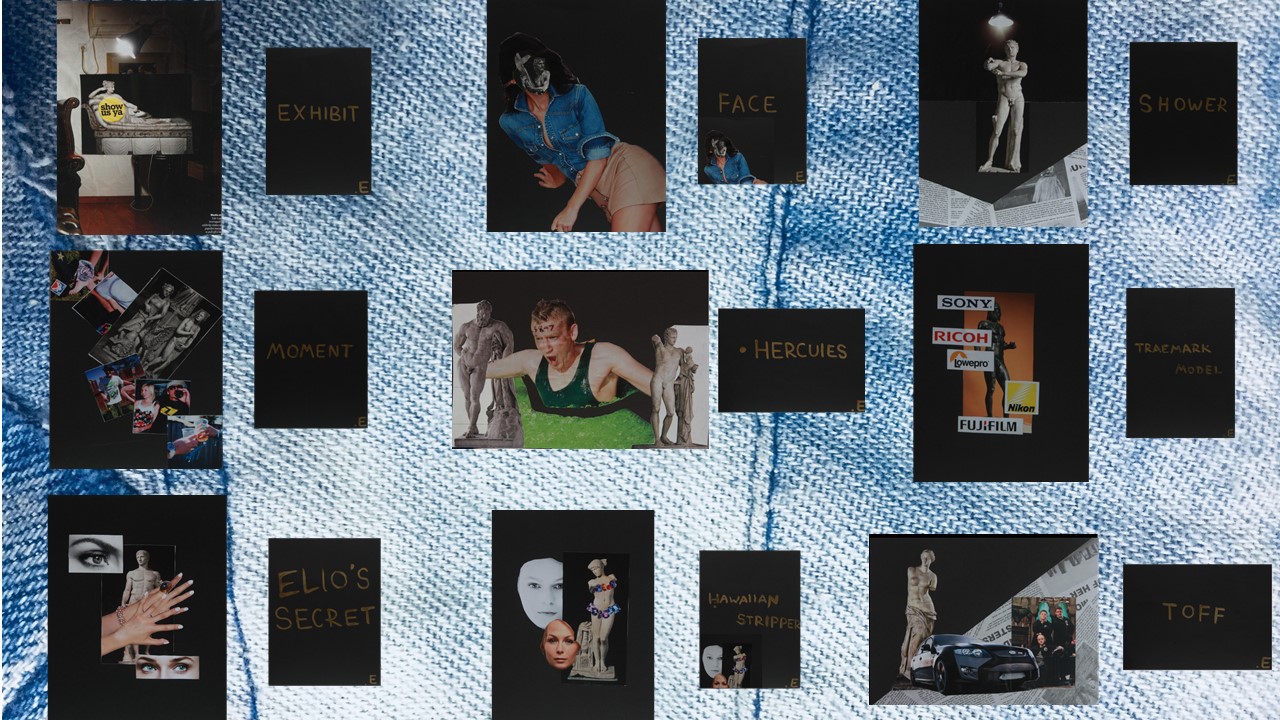 show
us ya
EXHIBIT
.E
FACE
.E
SHOWER
E
MOMENT
.E
HERCUIES
.E
SONY
RICOH
Lowepro
Nikon
FUJIFILM
TRAEMARK
MODEL
ELIO'S
SECRET
E
HAWAIIAN
STRIPPER
.E
TOFF
.E